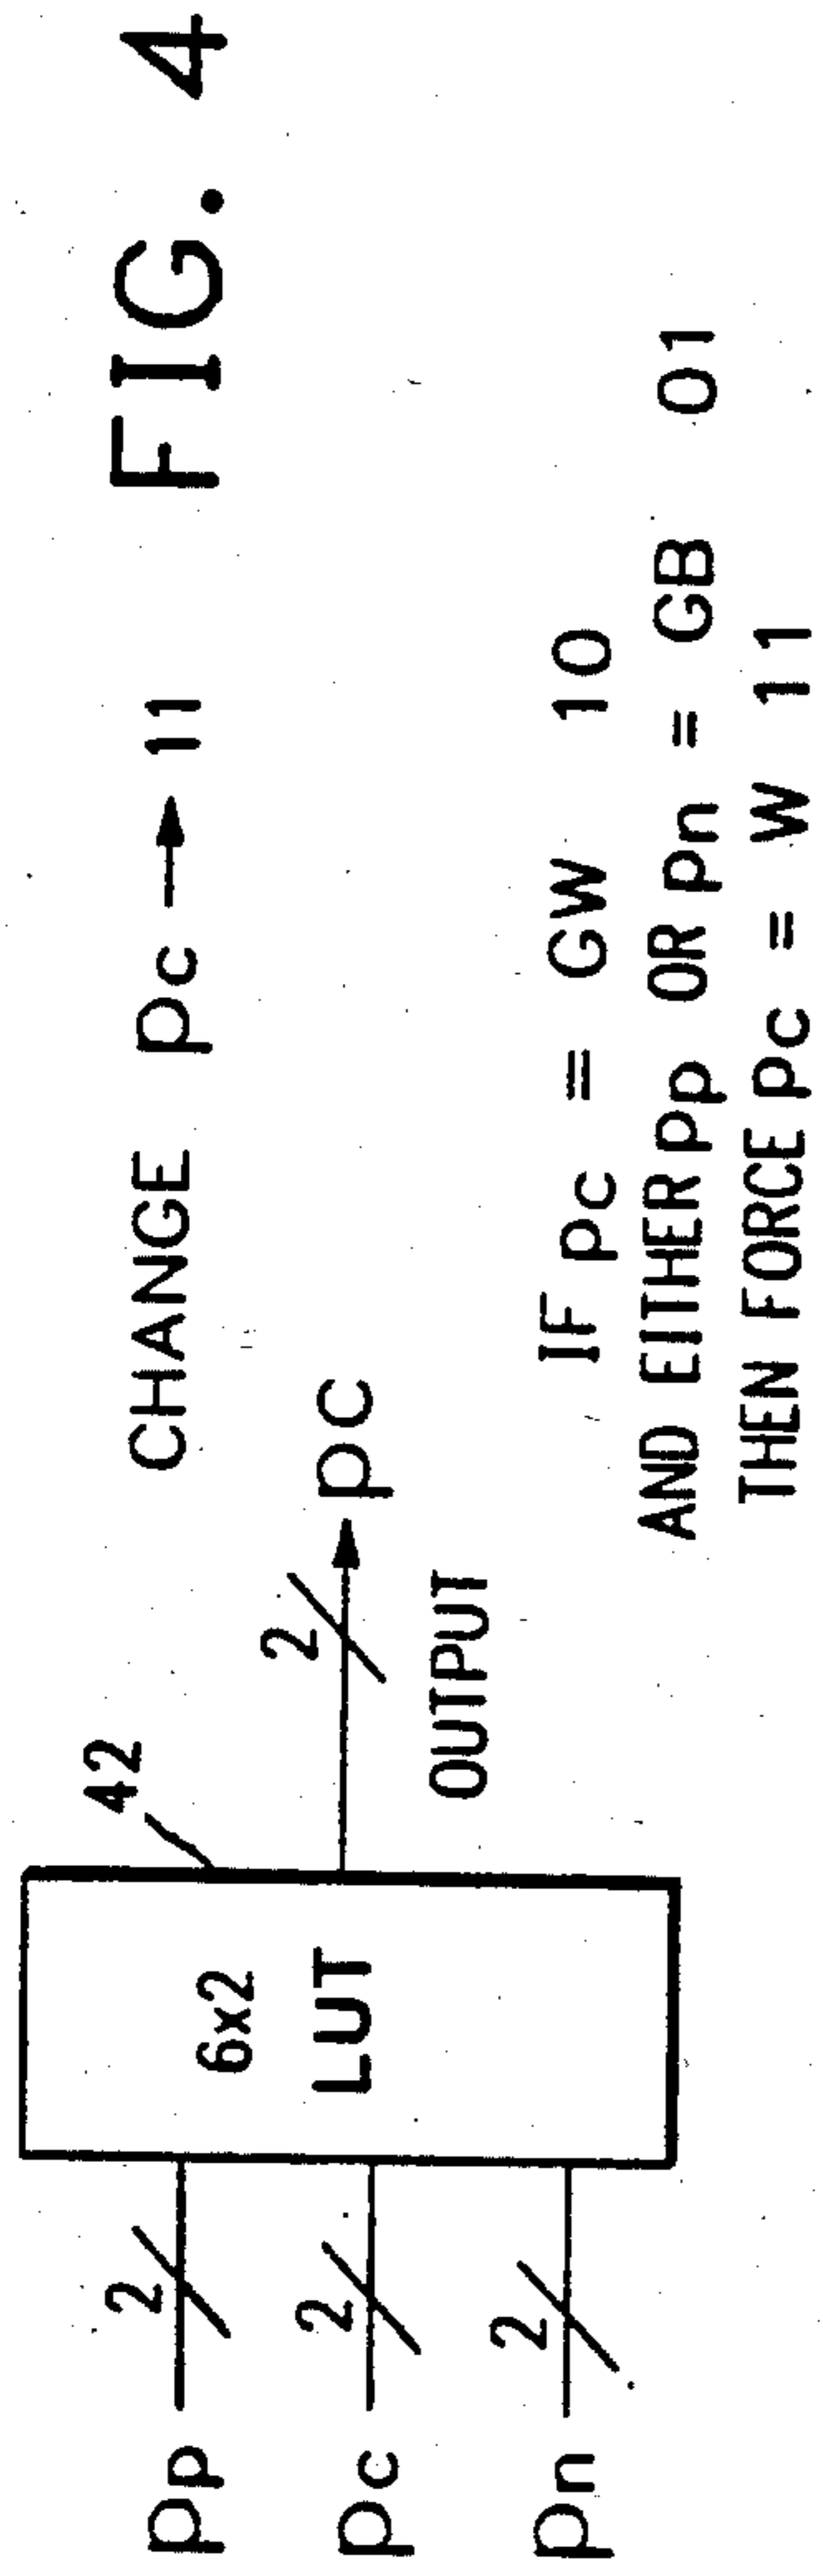 FIG. 4
CHANGE pc → 11
42
pp 2
pc 2
pn 2
6x2
LUT
2
pc
OUTPUT
IF pc = GW 10
AND EITHER pp OR pn = GB 01
THEN FORCE pc = W 11